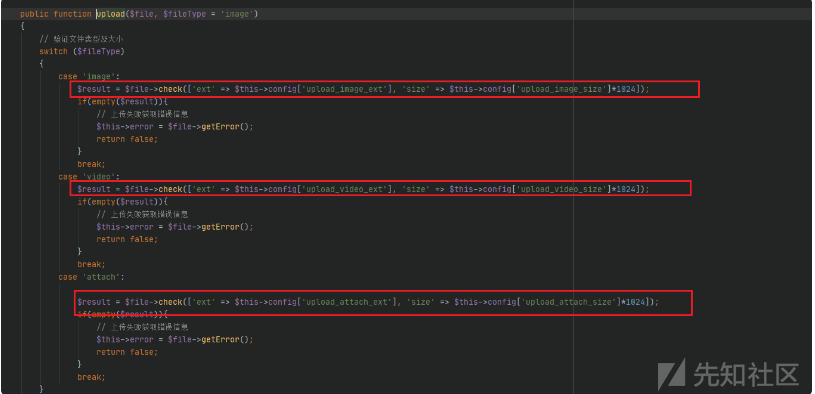 public function upload($file, $fileType = 'image')
{
// 验证文件类型及大小
switch ($fileType)
{
case 'image':
$result = $file->check(['ext' => $this->config['upload_image_ext'], 'size' => $this->config['upload_image_size']*1024]);
if(empty($result)){
// 上传失败获取错误信息
$this->error = $file->getError();
return false;
}
break;
case 'video':
$result = $file->check(['ext' => $this->config['upload_video_ext'], 'size' => $this->config['upload_video_size']*1024]);
if(empty($result)){
// 上传失败获取错误信息
$this->error = $file->getError();
return false;
}
break;
case 'attach':
$result = $file->check(['ext' => $this->config['upload_attach_ext'], 'size' => $this->config['upload_attach_size']*1024]);
if(empty($result)){
// 上传失败获取错误信息
$this->error = $file->getError();
return false;
}
break;
}
先知社区